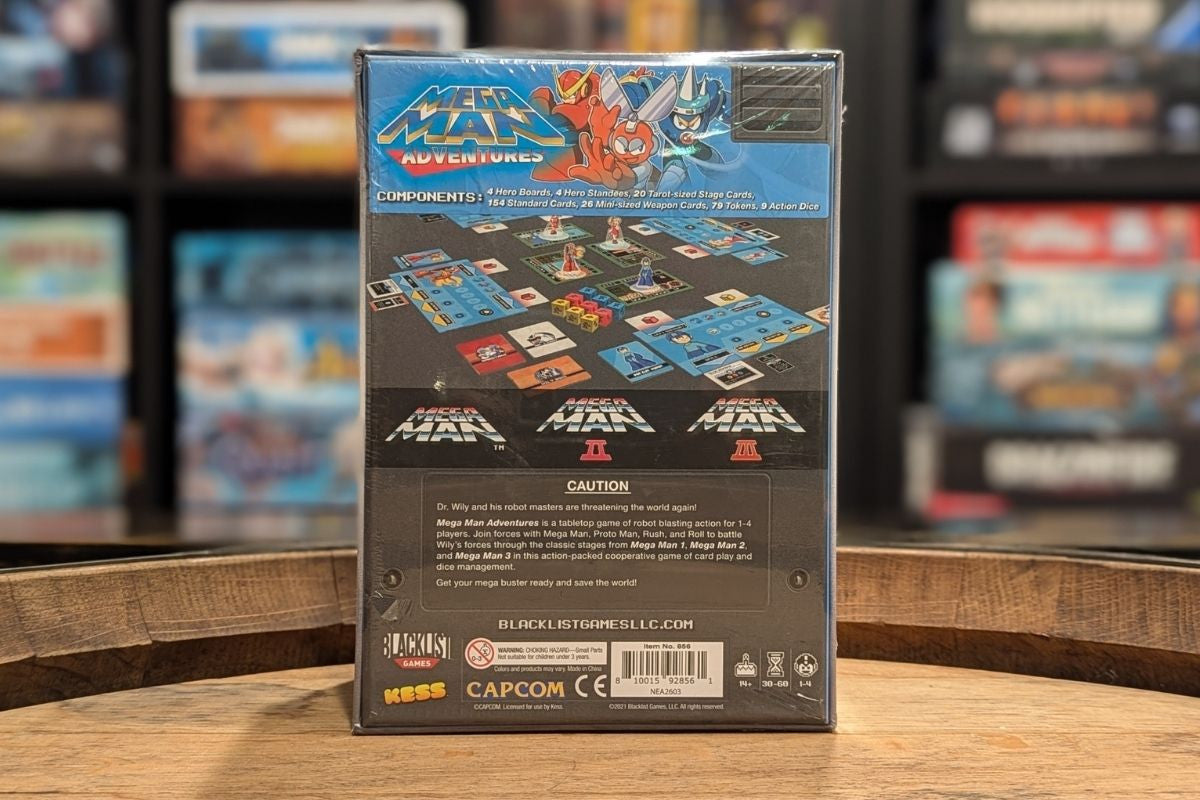 MEGA
MAN
ADVENTURES
COMPONENTS: 4 Hero Boards, 4 Hero Standees, 20 Tarot-sized Stage Cards,
154 Standard Cards, 26 Mini-sized Weapon Cards, 79 Tokens, 9 Action Dice
MEGA
MAN
TM
MEGA
MAN
II
MEGA
MAN
III
CAUTION
Dr. Wily and his robot masters are threatening the world again!
Mega Man Adventures is a tabletop game of robot blasting action for 1-4
players. Join forces with Mega Man, Proto Man, Rush, and Roll to battle
Wily's forces through the classic stages from Mega Man 1, Mega Man 2,
and Mega Man 3 in this action-packed cooperative game of card play and
dice management.
Get your mega buster ready and save the world!
BLACKLISTGAMESLLC.COM
BLACKLIST
GAMES
0-3
WARNING: CHOKING HAZARD—Small Parts
Not suitable for children under 3 years.
Colors and products may vary. Made in China
KESS
CAPCOM CE
Item No. 856
8 10015 92856 1
NEA2603
14+ 30-60 1-4
©CAPCOM. Licensed for use by Kess.
©2021 Blacklist Games, LLC. All rights reserved.